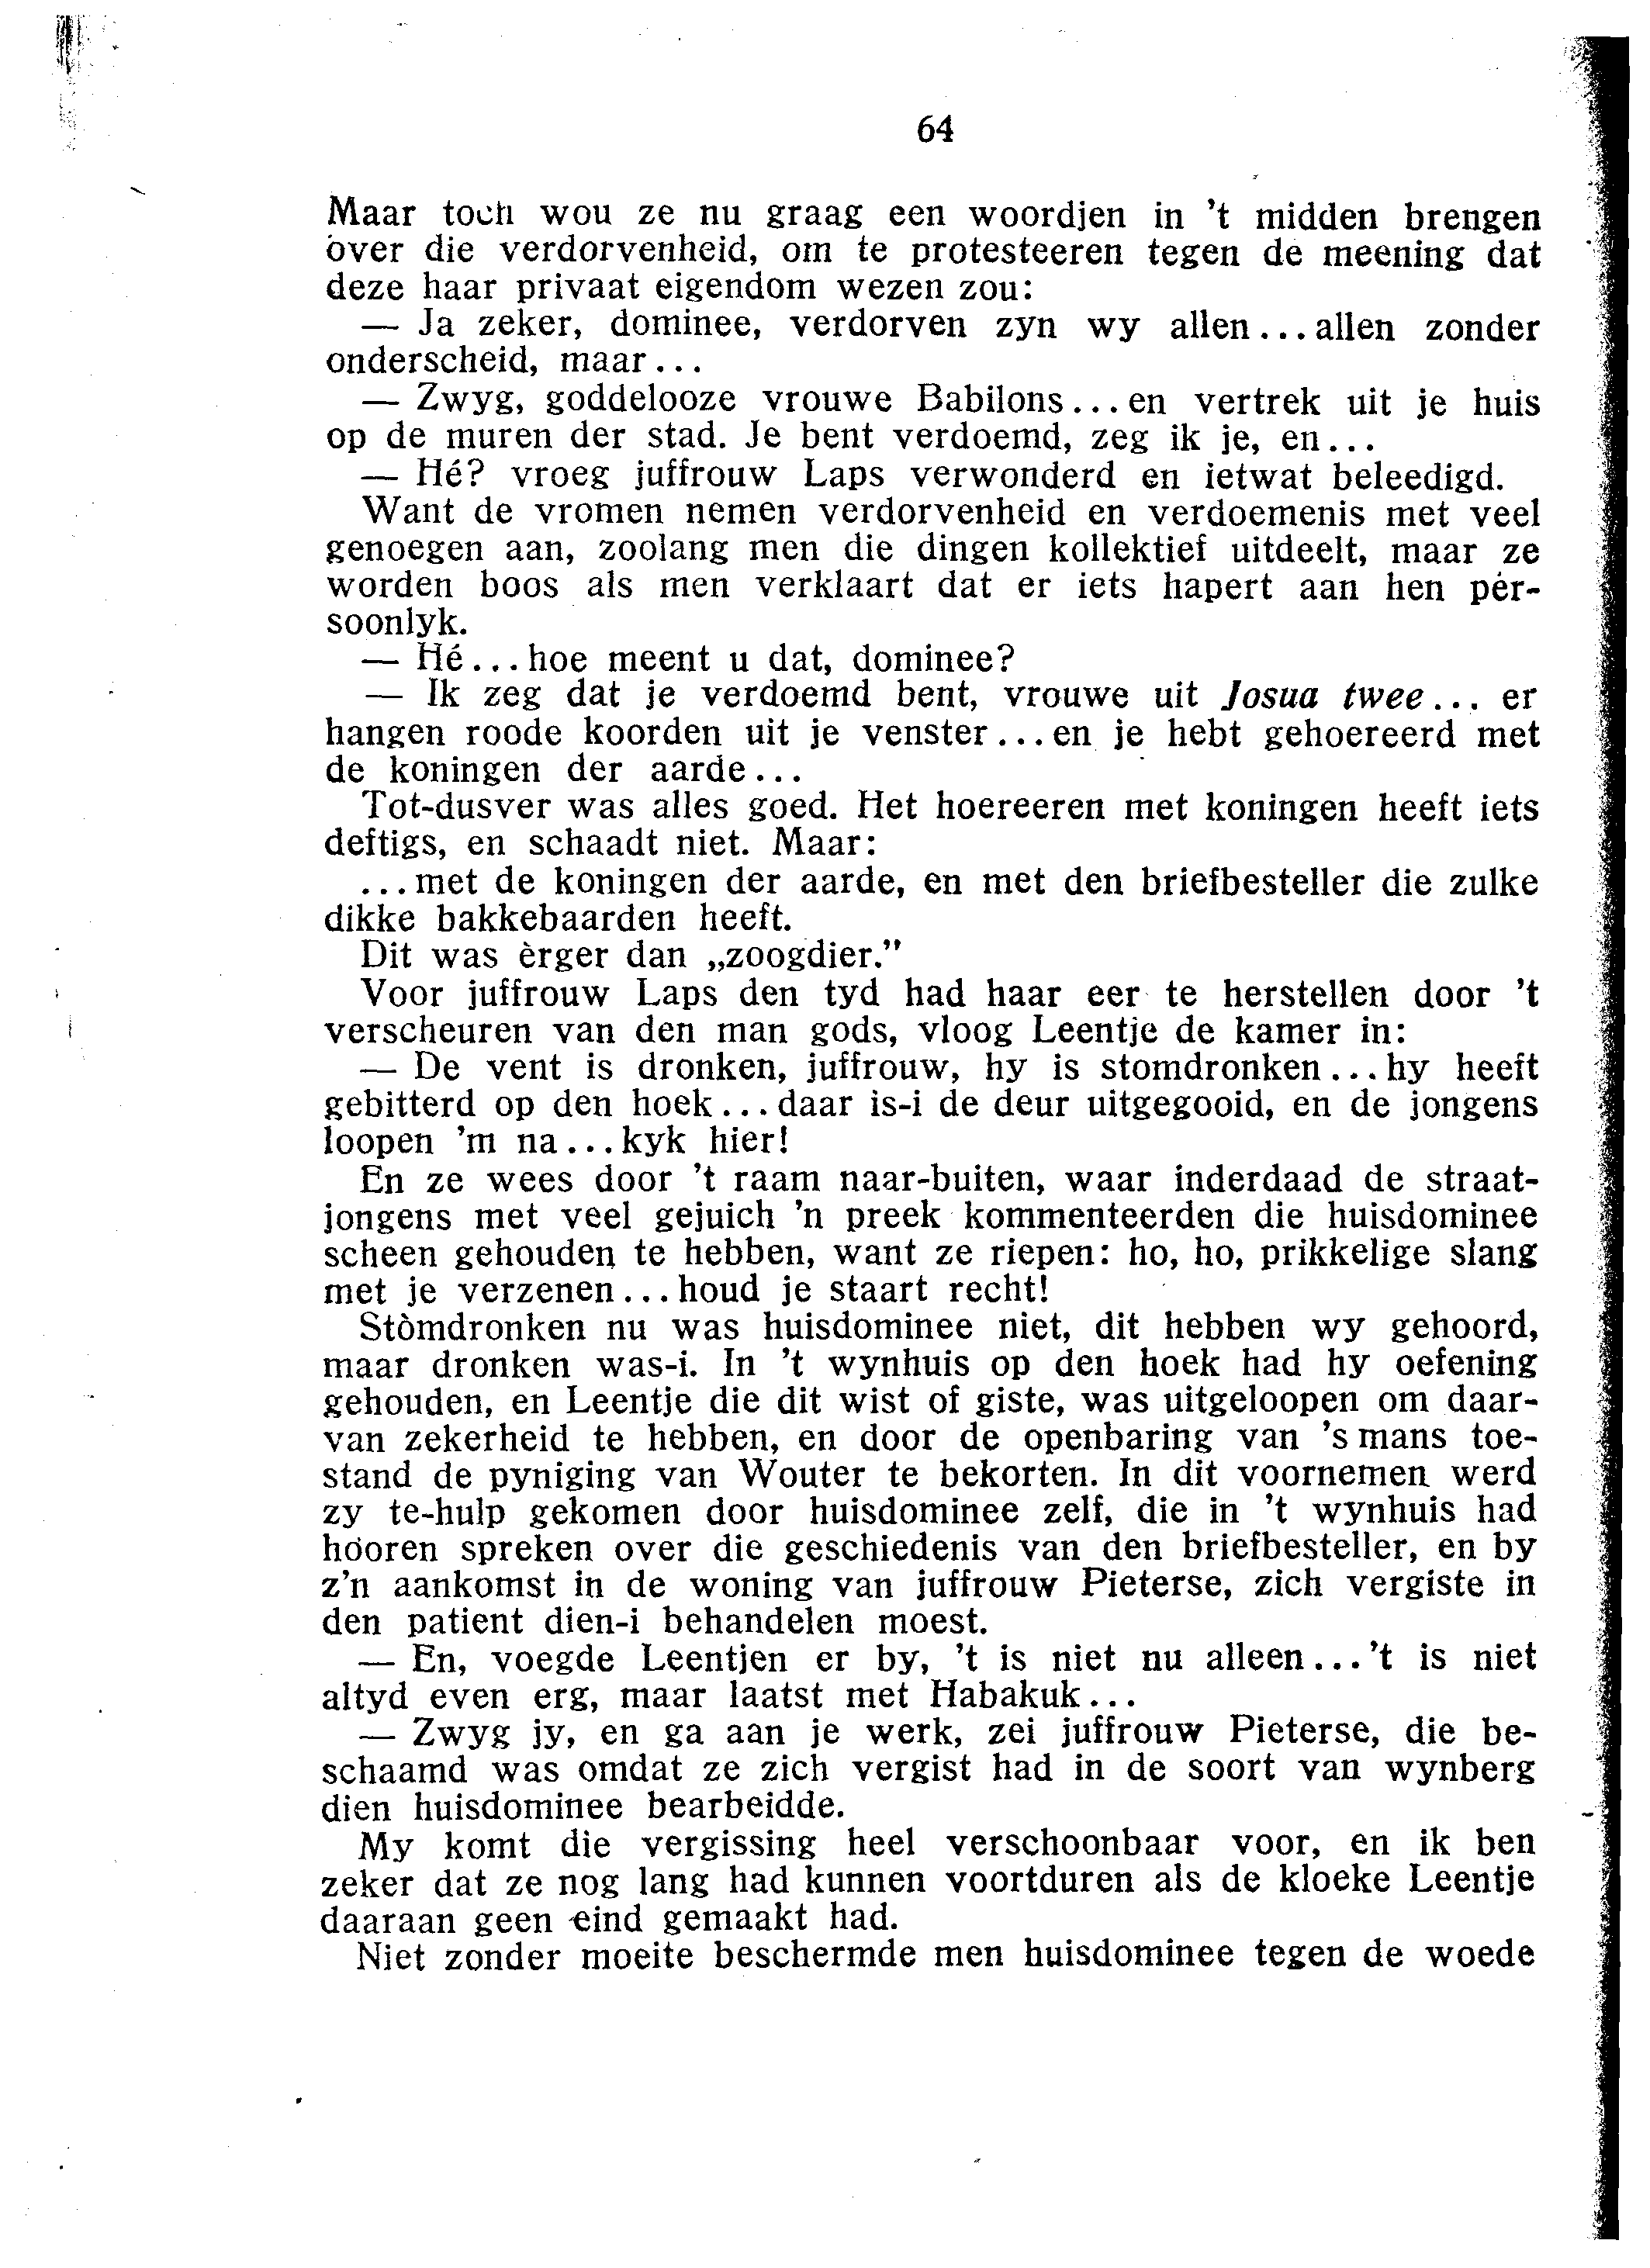 64
Maar toch wou ze nu graag een woordjen in 't midden brengen
over die verdorvenheid, om te protesteeren tegen de meening dat
deze haar privaat eigendom wezen zou:
— Ja zeker, dominee, verdorven zyn wy allen... allen zonder
onderscheid, maar...
— Zwyg, goddelooze vrouwe Babilons... en vertrek uit je huis
op de muren der stad. Je bent verdoemd, zeg ik je, en...
— Hé? vroeg juffrouw Laps verwonderd en ietwat beleedigd.
Want de vromen nemen verdorvenheid en verdoemenis met veel
genoegen aan, zoolang men die dingen kollektief uitdeelt, maar ze
worden boos als men verklaart dat er iets hapert aan hen pèr-
soonlyk.
— Hé... hoe meent u dat, dominee?
— Ik zeg dat je verdoemd bent, vrouwe uit Josua twee... er
hangen roode koorden uit je venster... en je hebt gehoereerd met
de koningen der aarde...
Tot-dusver was alles goed. Het hoereeren met koningen heeft iets
deftigs, en schaadt niet. Maar:
...met de koningen der aarde, en met den briefbesteller die zulke
dikke bakkebaarden heeft.
Dit was èrger dan „zoogdier.”
Voor juffrouw Laps den tyd had haar eer te herstellen door 't
verscheuren van den man gods, vloog Leentje de kamer in:
— De vent is dronken, juffrouw, hy is stomdronken... hy heeft
gebitterd op den hoek... daar is-i de deur uitgegooid, en de jongens
loopen 'm na... kyk hier!
En ze wees door 't raam naar-buiten, waar inderdaad de straat-
jongens met veel gejuich 'n preek kommenteerden die huisdominee
scheen gehouden te hebben, want ze riepen: ho, ho, prikkelige slang
met je verzenen... houd je staart recht!
Stòmdronken nu was huisdominee niet, dit hebben wy gehoord,
maar dronken was-i. In 't wynhuis op den hoek had hy oefening
gehouden, en Leentje die dit wist of giste, was uitgeloopen om daar-
van zekerheid te hebben, en door de openbaring van 's mans toe-
stand de pyniging van Wouter te bekorten. In dit voornemen werd
zy te-hulp gekomen door huisdominee zelf, die in 't wynhuis had
hooren spreken over die geschiedenis van den briefbesteller, en by
z'n aankomst in de woning van juffrouw Pieterse, zich vergiste in
den patient dien-i behandelen moest.
— En, voegde Leentjen er by, 't is niet nu alleen... 't is niet
altyd even erg, maar laatst met Habakuk...
— Zwyg jy, en ga aan je werk, zei juffrouw Pieterse, die be-
schaamd was omdat ze zich vergist had in de soort van wynberg
dien huisdominee bearbeidde.
My komt die vergissing heel verschoonbaar voor, en ik ben
zeker dat ze nog lang had kunnen voortduren als de kloeke Leentje
daaraan geen eind gemaakt had.
Niet zonder moeite beschermde men huisdominee tegen de woede